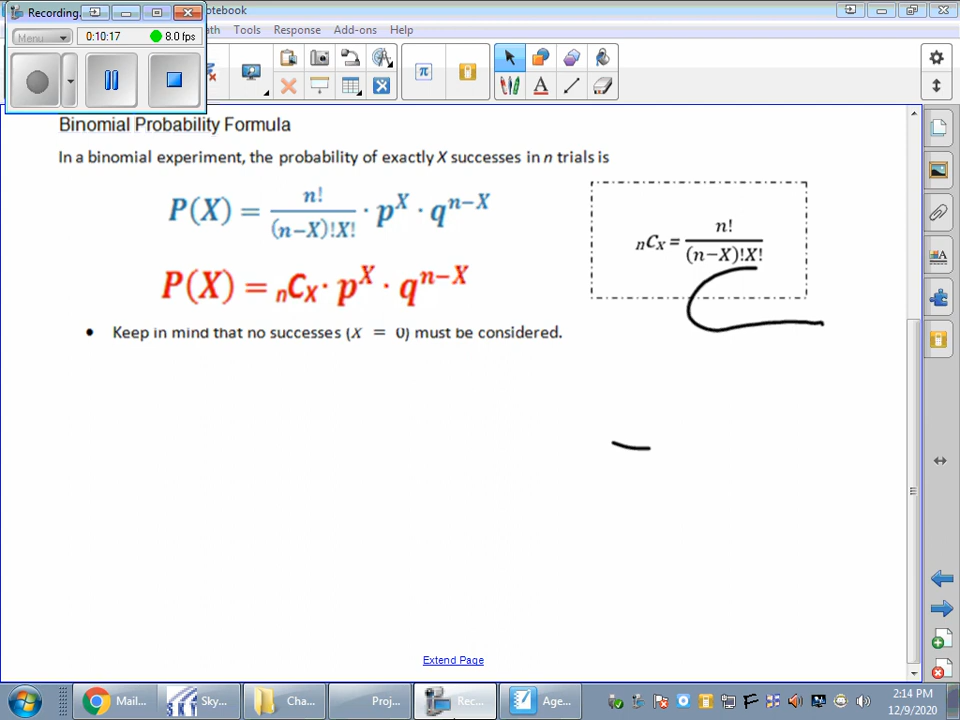 Recording...
otebook
Menu
0:10:17
8.0 fps
ath Tools Response Add-ons Help
π
A
Binomial Probability Formula
In a binomial experiment, the probability of exactly X successes in n trials is
P(X) = n!/(n−X)!X! · p^X · q^{n−X}
nCX = n!/(n−X)!X!
P(X) = nCX · p^X · q^{n−X}
• Keep in mind that no successes (X = 0) must be considered.
Extend Page
Mail...
Sky...
Cha...
Proj...
Rec...
Age...
2:14 PM
12/9/2020